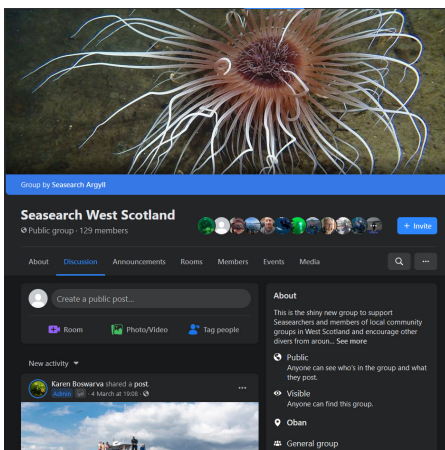 Group by Seasearch Argyll
Seasearch West Scotland
Public group · 129 members
+ Invite
About Discussion Announcements Rooms Members Events Media
Create a public post...
Room Photo/Video Tag people
New activity
Karen Boswarva shared a post.
Admin · 4 March at 19:08 ·
About
This is the shiny new group to support
Seasearchers and members of local community
groups in West Scotland and encourage other
divers from aroun... See more
Public
Anyone can see who's in the group and what
they post.
Visible
Anyone can find this group.
Oban
General group